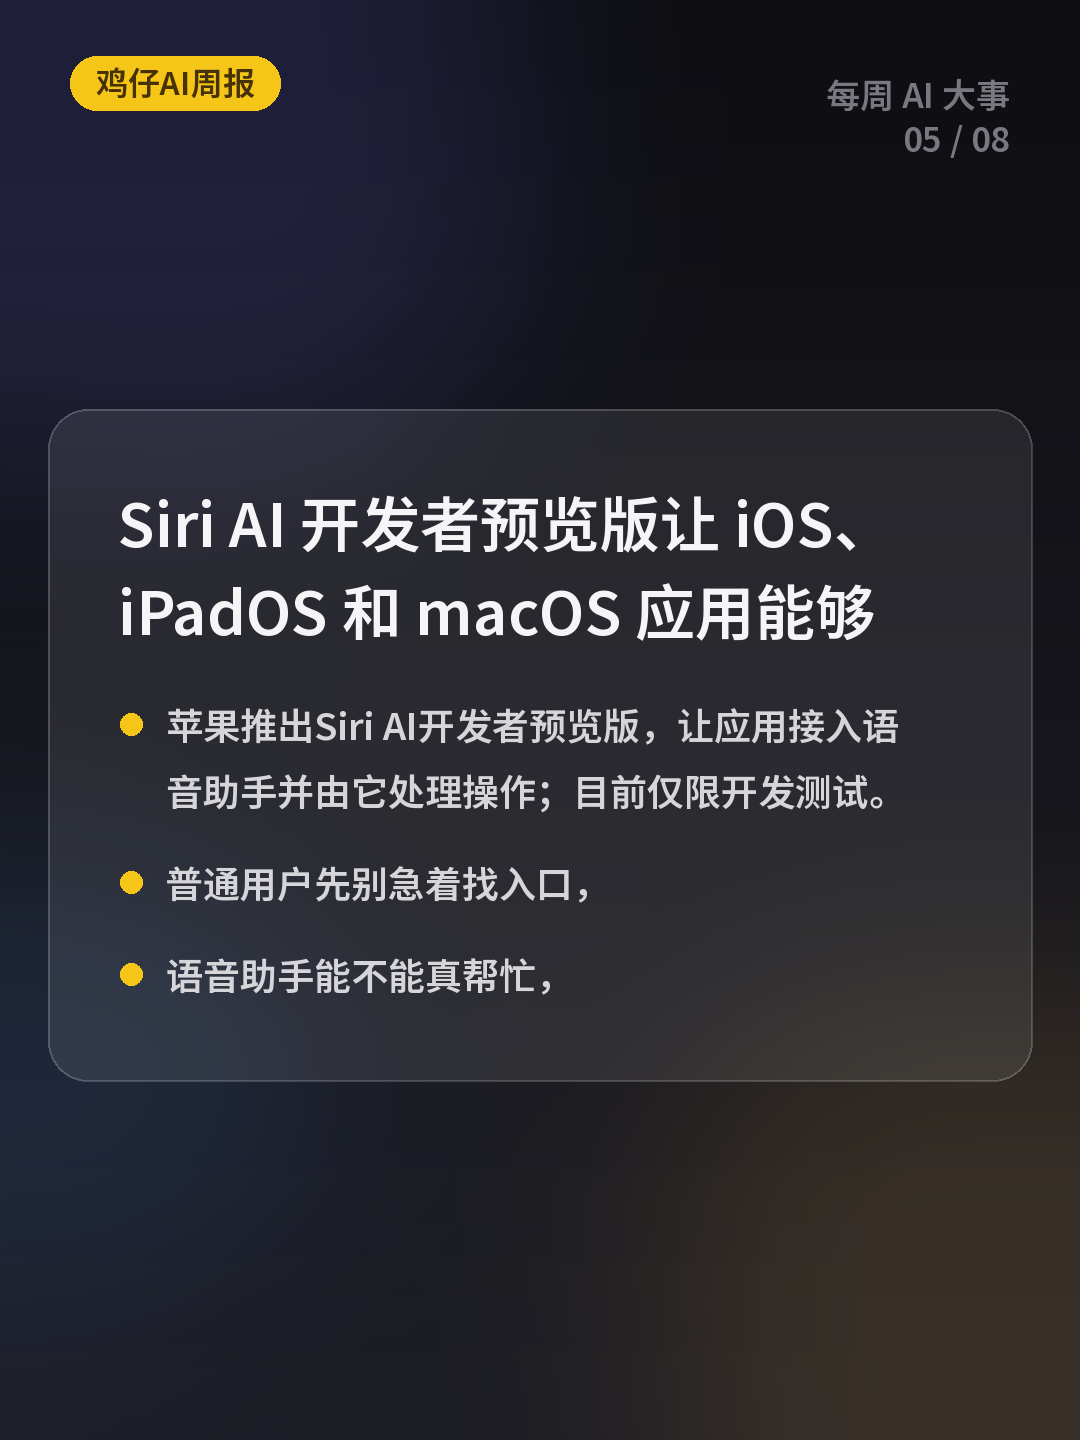 鸡仔AI周报
每周 AI 大事
05 / 08
Siri AI 开发者预览版让 iOS、
iPadOS 和 macOS 应用能够
苹果推出Siri AI开发者预览版，让应用接入语
音助手并由它处理操作；目前仅限开发测试。
普通用户先别急着找入口，
语音助手能不能真帮忙，